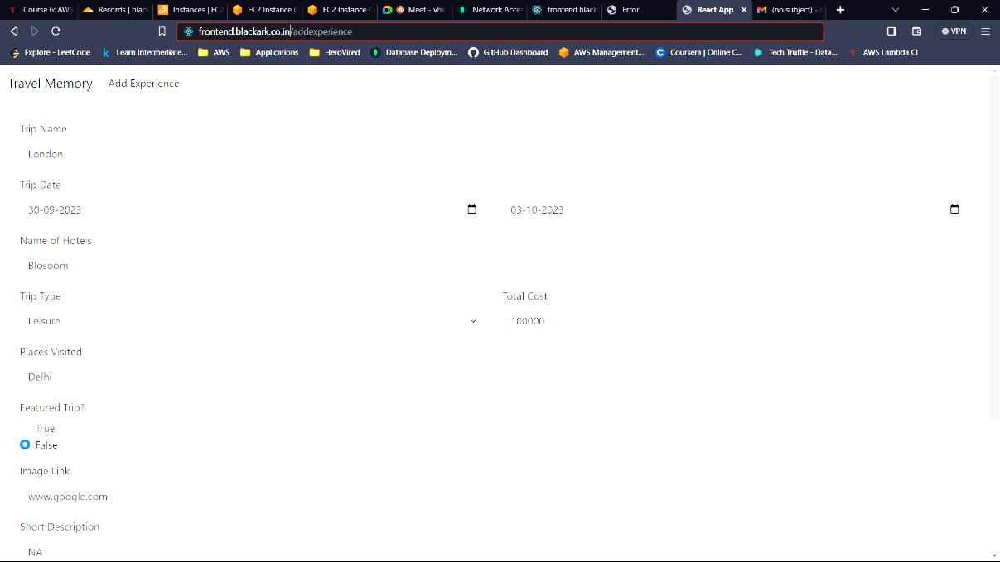 Course 6: AWS Records | black Instances | EC2 EC2 Instance C EC2 Instance C Meet - vhx Network Acces frontend.black Error React App (no subject) - c
frontend.blackark.co.in/addexperience VPN
Explore - LeetCode Learn Intermediate... AWS Applications HeroVired Database Deploym... GitHub Dashboard AWS Management... Coursera | Online C... Tech Truffle - Data... AWS Lambda CI
Travel Memory Add Experience
Trip Name
London
Trip Date
30-09-2023 03-10-2023
Name of Hotels
Blosoom
Trip Type Total Cost
Leisure 100000
Places Visited
Delhi
Featured Trip?
True
False
Image Link
www.google.com
Short Description
NA